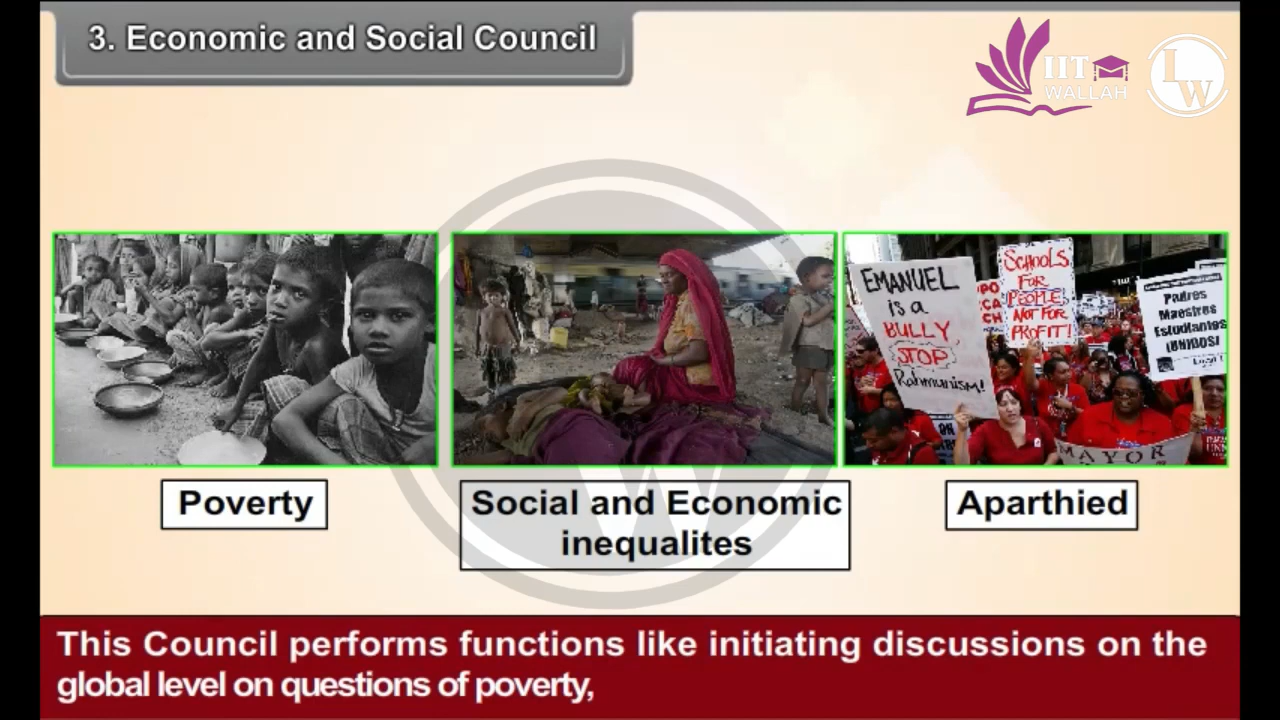 3. Economic and Social Council
IIT
WALLAH
LW
EMANUEL
is a
BULLY
STOP
Rahmunism!
SCHOOLS
FOR
PEOPLE,
NOT FOR
PROFIT!
Padres
Maestros
Estudiantes
¡UNIDOS!
MAYOR
Poverty
Social and Economic
inequalites
Aparthied
This Council performs functions like initiating discussions on the
global level on questions of poverty,